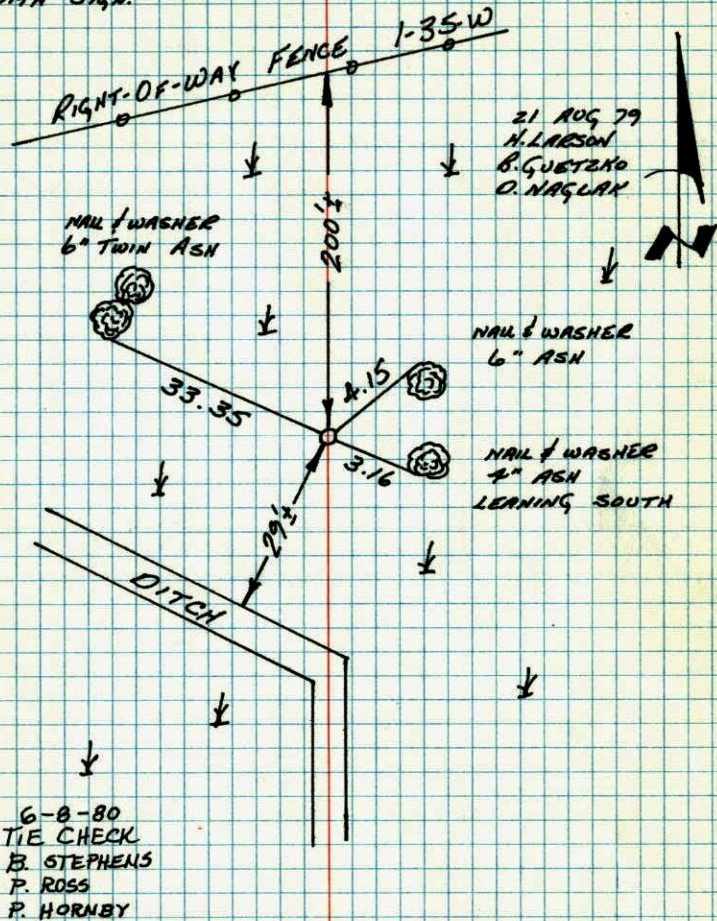 SIGN.
RIGHT-OF-WAY FENCE I-35-W
21 AUG 79
H. LARSON
B. GUETZKO
O. NAGLAK
NAIL & WASHER
6" TWIN ASH
200'±
N
NAIL & WASHER
6" ASH
33.35
4.15
3.16
NAIL & WASHER
4" ASH
LEANING SOUTH
29'±
DITCH
6-8-80
TIE CHECK
B. STEPHENS
P. ROSS
P. HORNBY